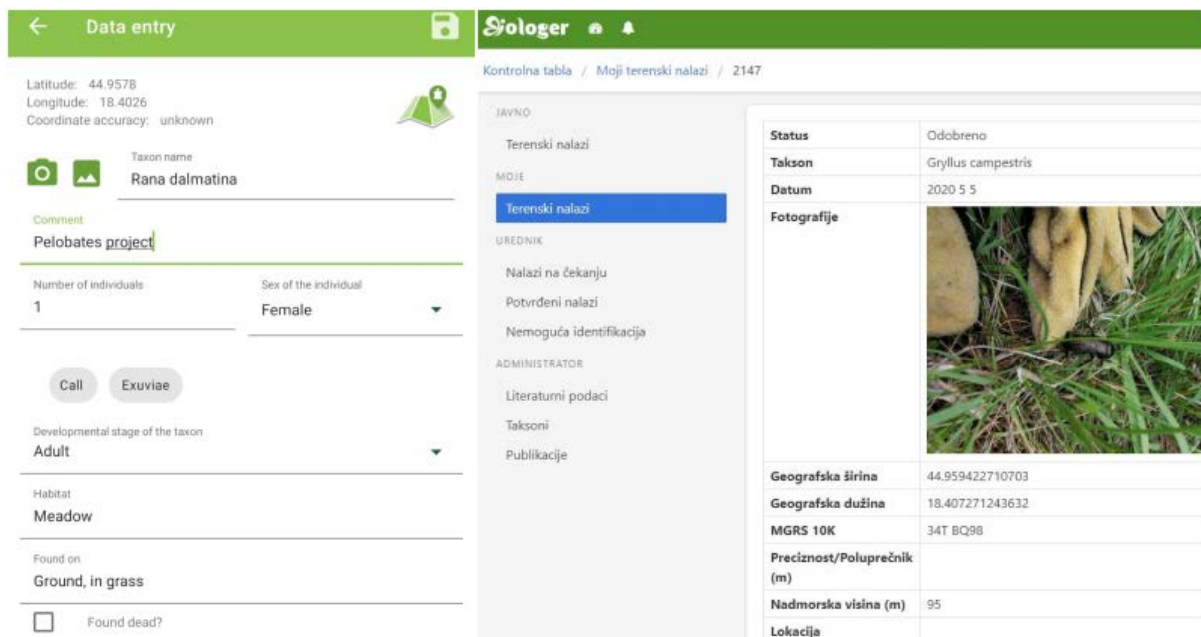 Data entry
Latitude: 44.9578
Longitude: 18.4026
Coordinate accuracy: unknown
Taxon name
Rana dalmatina
Comment
Pelobates project
Number of individuals
1
Sex of the individual
Female
Call
Exuviae
Developmental stage of the taxon
Adult
Habitat
Meadow
Found on
Ground, in grass
Found dead?
Biologer
Kontrolna tabla / Moji terenski nalazi / 2147
JAVNO
Terenski nalazi
MOJE
Terenski nalazi
UREDNIK
Nalazi na čekanju
Potvrđeni nalazi
Nemoguća identifikacija
ADMINISTRATOR
Literaturni podaci
Taksoni
Publikacije
Status Odobreno
Takson Gryllus campestris
Datum 2020 5 5
Fotografije
Geografska širina 44.959422710703
Geografska dužina 18.407271243632
MGRS 10K 34T BQ98
Preciznost/Poluprečnik
(m)
Nadmorska visina (m) 95
Lokacija